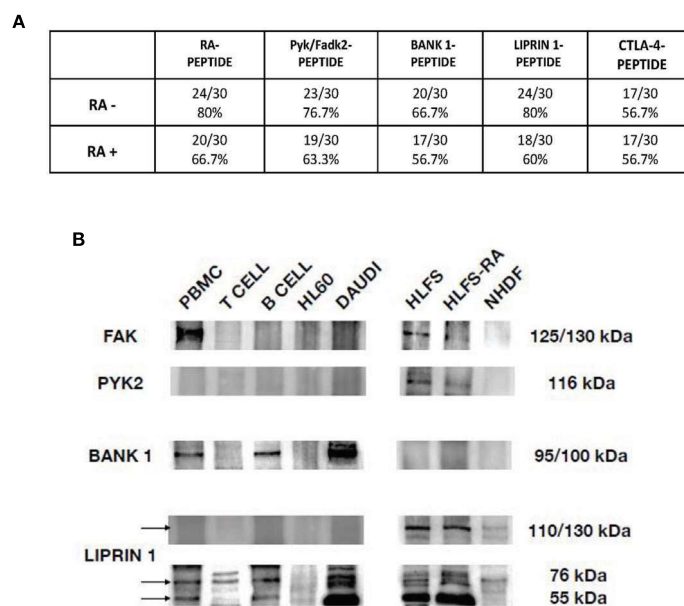 A
RA- Pyk/Fadk2- BANK 1- LIPRIN 1- CTLA-4-
PEPTIDE PEPTIDE PEPTIDE PEPTIDE PEPTIDE
RA - 24/30 23/30 20/30 24/30 17/30
80% 76.7% 66.7% 80% 56.7%
RA + 20/30 19/30 17/30 18/30 17/30
66.7% 63.3% 56.7% 60% 56.7%
B
PBMC T CELL B CELL HL60 DAUDI HLFS HLFS-RA NHDF
FAK 125/130 kDa
PYK2 116 kDa
BANK 1 95/100 kDa
110/130 kDa
LIPRIN 1
76 kDa
55 kDa